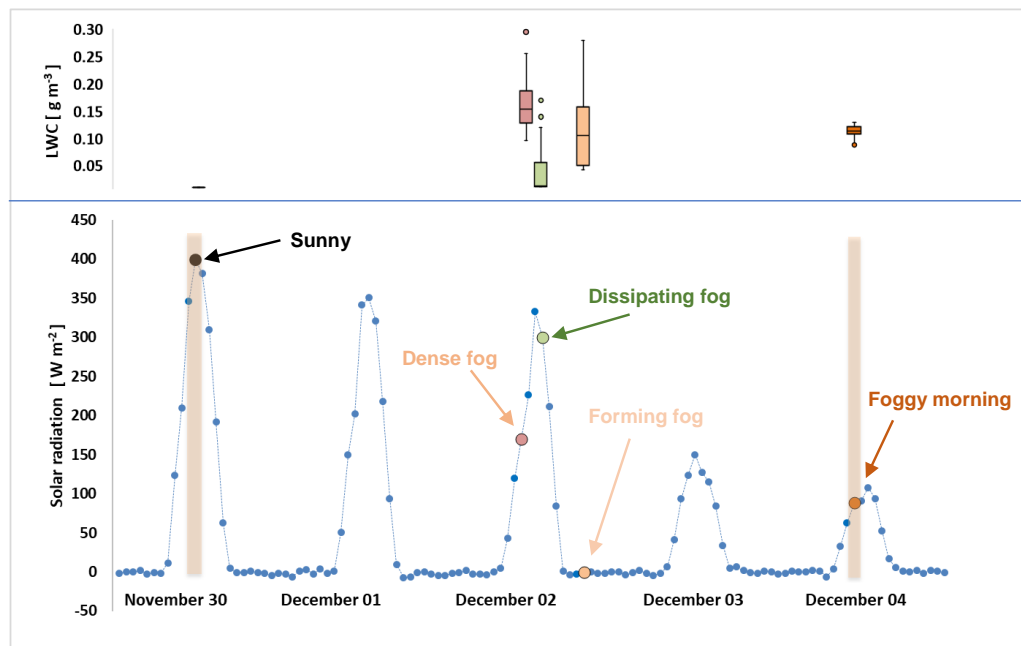 0.30
0.25
0.20
0.15
0.10
0.05
LWC [ g m⁻³ ]
450
400
350
300
250
200
150
100
50
0
-50
Solar radiation [ W m⁻² ]
Sunny
Dissipating fog
Dense fog
Forming fog
Foggy morning
November 30 December 01 December 02 December 03 December 04